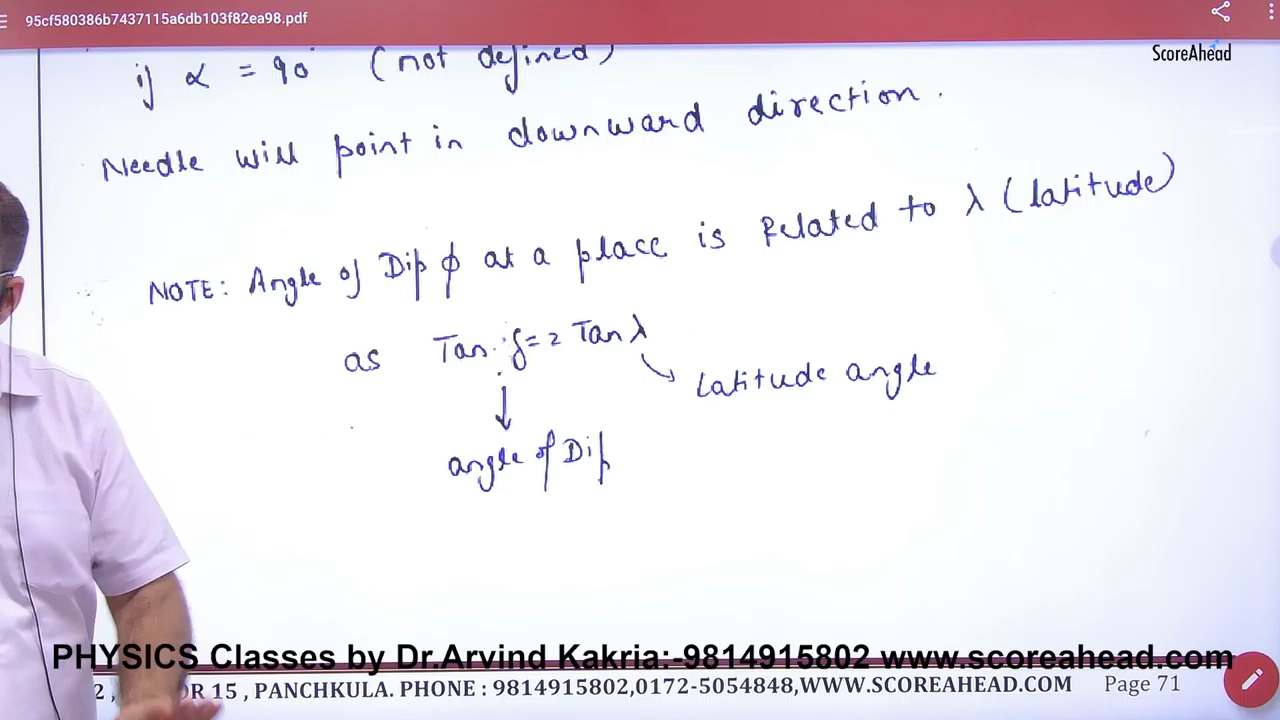 95cf580386b7437115a6db103f82ea98.pdf
ScoreAhead
if α = 90° (not defined)
Needle will point in downward direction.
NOTE: Angle of Dip ϕ at a place is Related to λ (latitude)
as Tan δ = 2 Tan λ
Latitude angle
angle of Dip
PHYSICS Classes by Dr.Arvind Kakria:-9814915802 www.scoreahead.com
2 , OR 15 , PANCHKULA. PHONE : 9814915802,0172-5054848,WWW.SCOREAHEAD.COM Page 71